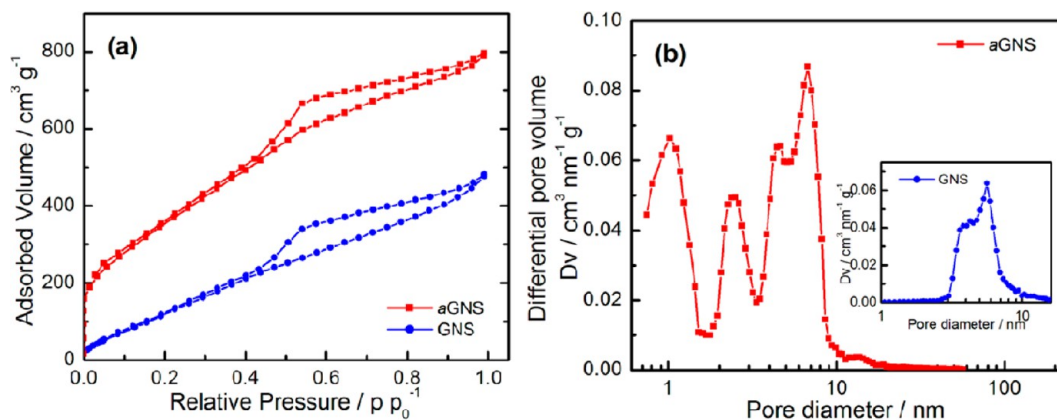 (a)
Adsorbed Volume / cm³ g⁻¹
800
600
400
200
0
0.0 0.2 0.4 0.6 0.8 1.0
Relative Pressure / p p₀⁻¹
aGNS
GNS
(b)
Differential pore volume
Dv / cm³ nm⁻¹ g⁻¹
0.10
0.08
0.06
0.04
0.02
0.00
1 10 100
Pore diameter / nm
aGNS
GNS
Dv / cm³ nm⁻¹ g⁻¹
0.06
0.04
0.02
0.00
1 10
Pore diameter / nm